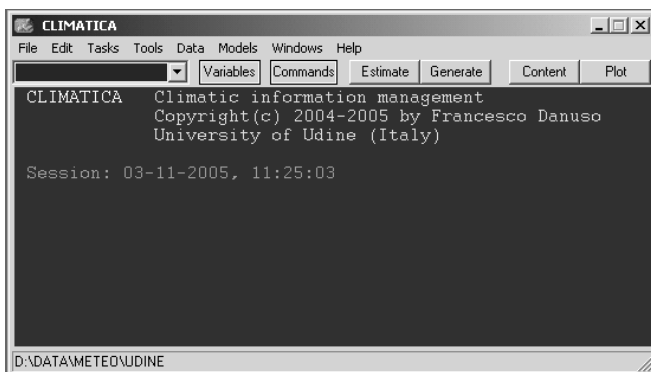 CLIMATICA
File Edit Tasks Tools Data Models Windows Help
Variables Commands Estimate Generate Content Plot
CLIMATICA Climatic information management
Copyright(c) 2004-2005 by Francesco Danuso
University of Udine (Italy)
Session: 03-11-2005, 11:25:03
D:\DATA\METEO\UDINE